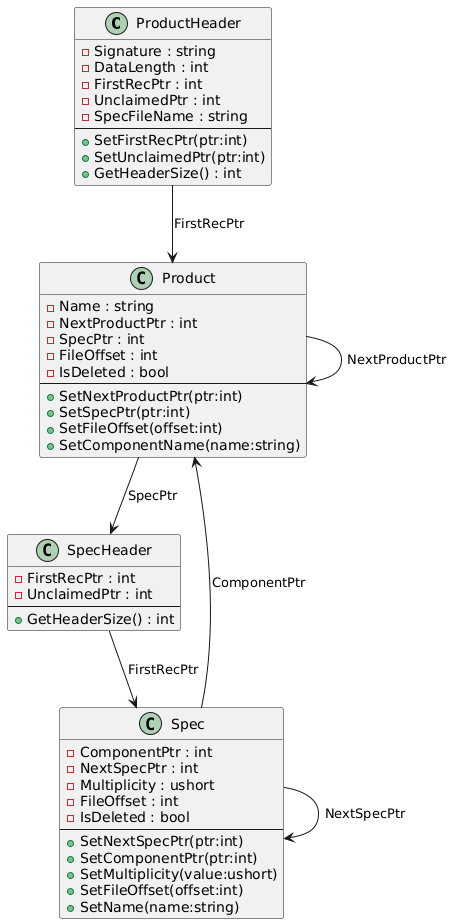 C ProductHeader
Signature : string
DataLength : int
FirstRecPtr : int
UnclaimedPtr : int
SpecFileName : string
SetFirstRecPtr(ptr:int)
SetUnclaimedPtr(ptr:int)
GetHeaderSize() : int
FirstRecPtr
C Product
Name : string
NextProductPtr : int
SpecPtr : int
FileOffset : int
IsDeleted : bool
SetNextProductPtr(ptr:int)
SetSpecPtr(ptr:int)
SetFileOffset(offset:int)
SetComponentName(name:string)
NextProductPtr
SpecPtr
C SpecHeader
FirstRecPtr : int
UnclaimedPtr : int
GetHeaderSize() : int
ComponentPtr
FirstRecPtr
C Spec
ComponentPtr : int
NextSpecPtr : int
Multiplicity : ushort
FileOffset : int
IsDeleted : bool
SetNextSpecPtr(ptr:int)
SetComponentPtr(ptr:int)
SetMultiplicity(value:ushort)
SetFileOffset(offset:int)
SetName(name:string)
NextSpecPtr